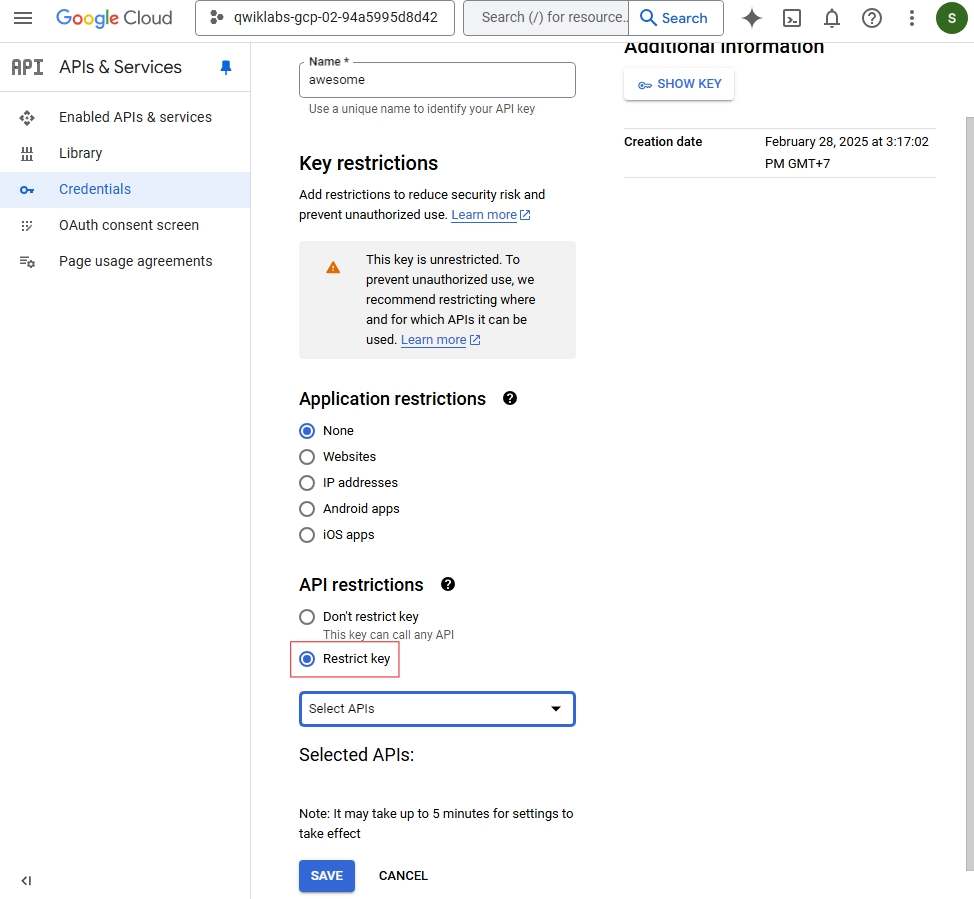 Google Cloud
qwiklabs-gcp-02-94a5995d8d42
Search (/) for resource...
Search
S
API APIs & Services
Enabled APIs & services
Library
Credentials
OAuth consent screen
Page usage agreements
Name *
awesome
Use a unique name to identify your API key
Key restrictions
Add restrictions to reduce security risk and
prevent unauthorized use. Learn more
This key is unrestricted. To
prevent unauthorized use, we
recommend restricting where
and for which APIs it can be
used. Learn more
Application restrictions
None
Websites
IP addresses
Android apps
iOS apps
API restrictions
Don't restrict key
This key can call any API
Restrict key
Select APIs
Selected APIs:
Note: It may take up to 5 minutes for settings to
take effect
SAVE CANCEL
Additional information
SHOW KEY
Creation date February 28, 2025 at 3:17:02
PM GMT+7